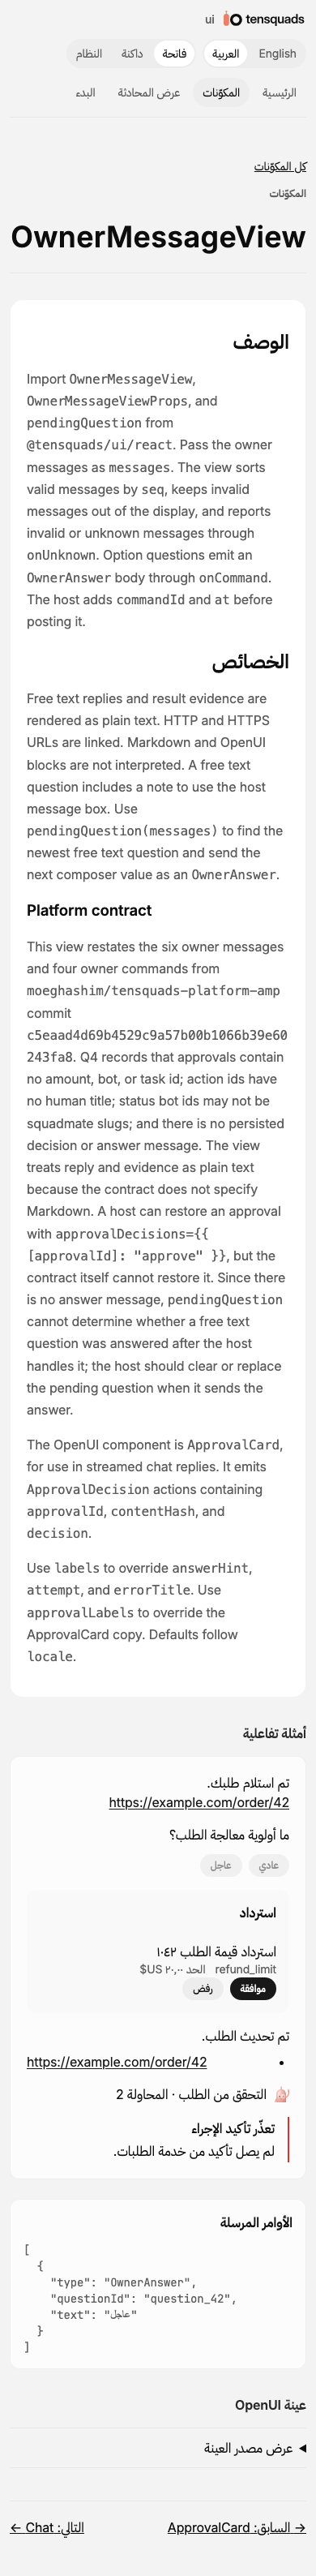 tensquads ui
English العربية فاتحة داكنة النظام
الرئيسية المكوّنات عرض المحادثة البدء
كل المكوّنات
المكوّنات
OwnerMessageView
الوصف
Import OwnerMessageView,
OwnerMessageViewProps, and
pendingQuestion from
@tensquads/ui/react. Pass the owner
messages as messages. The view sorts
valid messages by seq, keeps invalid
messages out of the display, and reports
invalid or unknown messages through
onUnknown. Option questions emit an
OwnerAnswer body through onCommand.
The host adds commandId and at before
posting it.
الخصائص
Free text replies and result evidence are
rendered as plain text. HTTP and HTTPS
URLs are linked. Markdown and OpenUI
blocks are not interpreted. A free text
question includes a note to use the host
message box. Use
pendingQuestion(messages) to find the
newest free text question and send the
next composer value as an OwnerAnswer.
Platform contract
This view restates the six owner messages
and four owner commands from
moeghashim/tensquads-platform-amp
commit
c5eaad4d69b4529c9a57b00b1066b39e60
243fa8. Q4 records that approvals contain
no amount, bot, or task id; action ids have
no human title; status bot ids may not be
squadmate slugs; and there is no persisted
decision or answer message. The view
treats reply and evidence as plain text
because the contract does not specify
Markdown. A host can restore an approval
with approvalDecisions={{
[approvalId]: "approve" }}, but the
contract itself cannot restore it. Since there
is no answer message, pendingQuestion
cannot determine whether a free text
question was answered after the host
handles it; the host should clear or replace
the pending question when it sends the
answer.
The OpenUI component is ApprovalCard,
for use in streamed chat replies. It emits
ApprovalDecision actions containing
approvalId, contentHash, and
decision.
Use labels to override answerHint,
attempt, and errorTitle. Use
approvalLabels to override the
ApprovalCard copy. Defaults follow
locale.
أمثلة تفاعلية
تم استلام طلبك.
https://example.com/order/42
ما أولوية معالجة الطلب؟
عادي عاجل
استرداد
استرداد قيمة الطلب ١٠٤٢
refund_limit الحد ٢٠٫٠٠ US$
موافقة رفض
تم تحديث الطلب.
• https://example.com/order/42
التحقق من الطلب · المحاولة 2
تعذّر تأكيد الإجراء
لم يصل تأكيد من خدمة الطلبات.
الأوامر المرسلة
[
{
"type": "OwnerAnswer",
"questionId": "question_42",
"text": "عاجل"
}
]
عينة OpenUI
عرض مصدر العينة
→ السابق: ApprovalCard التالي: Chat ←